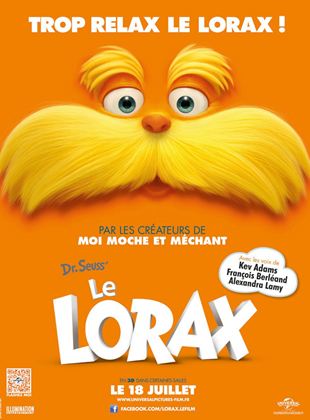 TROP RELAX LE LORAX !
PAR LES CRÉATEURS DE
MOI MOCHE ET MÉCHANT
Avec les voix de
Kev Adams
François Berléand
Alexandra Lamy
Dr. Seuss'
Le
LORAX
EN 3D DANS CERTAINES SALLES
LE 18 JUILLET
WWW.UNIVERSALPICTURES-FILM.FR
FACEBOOK.COM/LORAX.LEFILM
ILLUMINATION
UNIVERSAL